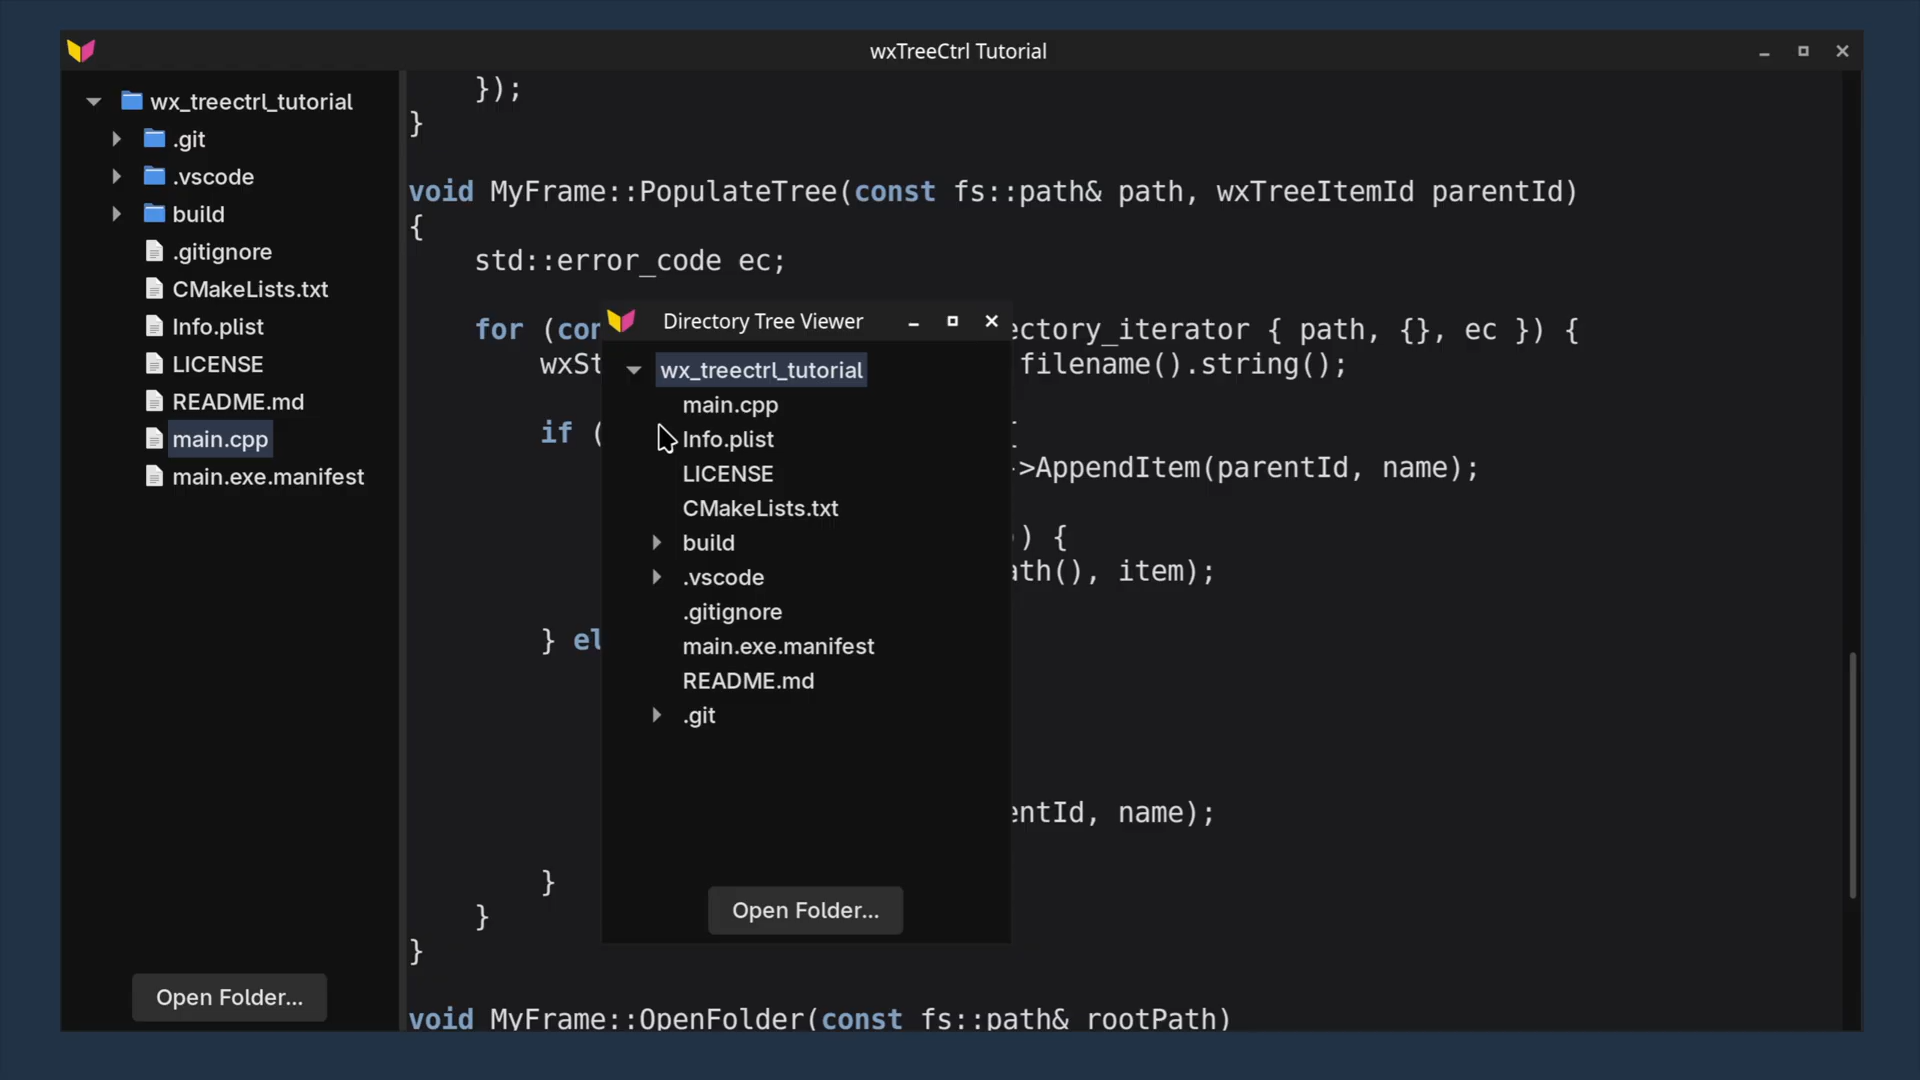 wxTreeCtrl Tutorial
wx_treectrl_tutorial
.git
.vscode
build
.gitignore
CMakeLists.txt
Info.plist
LICENSE
README.md
main.cpp
main.exe.manifest
Open Folder...
});
}
void MyFrame::PopulateTree(const fs::path& path, wxTreeItemId parentId)
{
std::error_code ec;
for (con ectory_iterator { path, {}, ec }) {
wxSt filename().string();
if ( {
->AppendItem(parentId, name);
) {
ath(), item);
} el
entId, name);
}
}
}
void MyFrame::OpenFolder(const fs::path& rootPath)
Directory Tree Viewer
wx_treectrl_tutorial
main.cpp
Info.plist
LICENSE
CMakeLists.txt
build
.vscode
.gitignore
main.exe.manifest
README.md
.git
Open Folder...